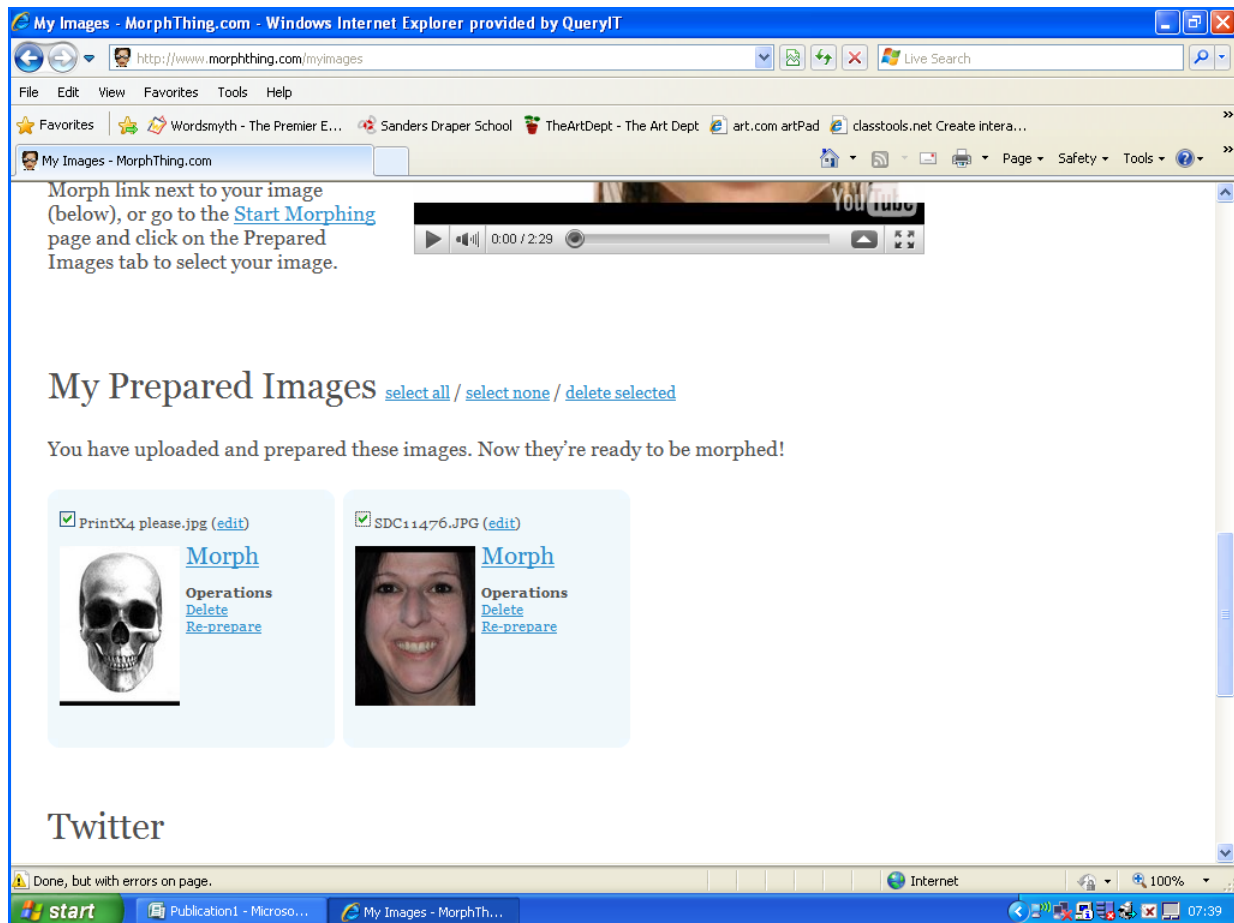 My Images - MorphThing.com - Windows Internet Explorer provided by QueryIT
http://www.morphthing.com/myimages
Live Search
File Edit View Favorites Tools Help
Favorites Wordsmyth - The Premier E... Sanders Draper School TheArtDept - The Art Dept art.com artPad classtools.net Create intera... »
My Images - MorphThing.com Page Safety Tools »
Morph link next to your image
(below), or go to the Start Morphing
page and click on the Prepared
Images tab to select your image.
You Tube
0:00 / 2:29
My Prepared Images select all / select none / delete selected
You have uploaded and prepared these images. Now they're ready to be morphed!
PrintX4 please.jpg (edit)
Morph
Operations
Delete
Re-prepare
SDC11476.JPG (edit)
Morph
Operations
Delete
Re-prepare
Twitter
Done, but with errors on page. Internet 100%
start Publication1 - Microso... My Images - MorphTh... 07:39